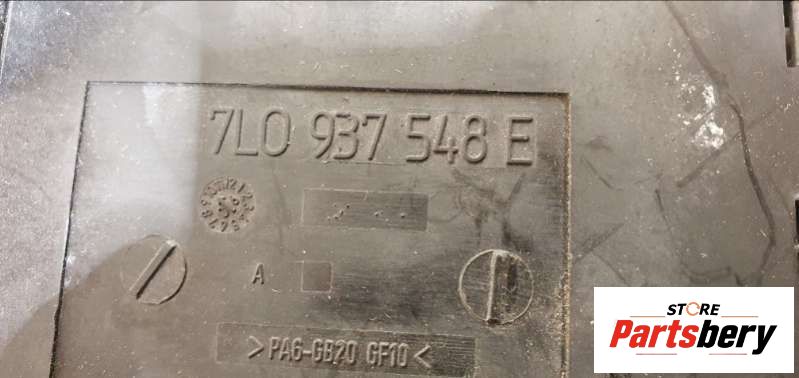 7L0 937 548 E
A
>PA6-GB20 GF10<
STORE
Partsbery